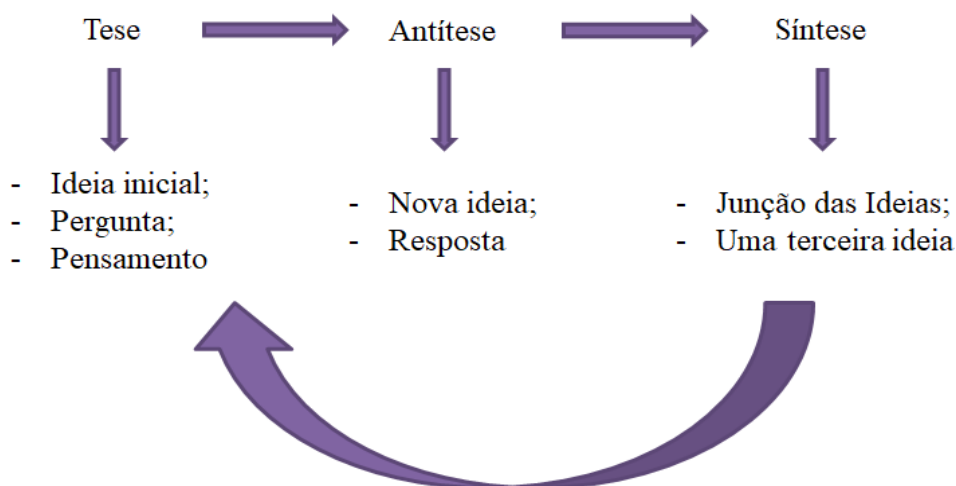 Tese
Antítese
Síntese
- Ideia inicial;
- Pergunta;
- Pensamento
- Nova ideia;
- Resposta
- Junção das Ideias;
- Uma terceira ideia